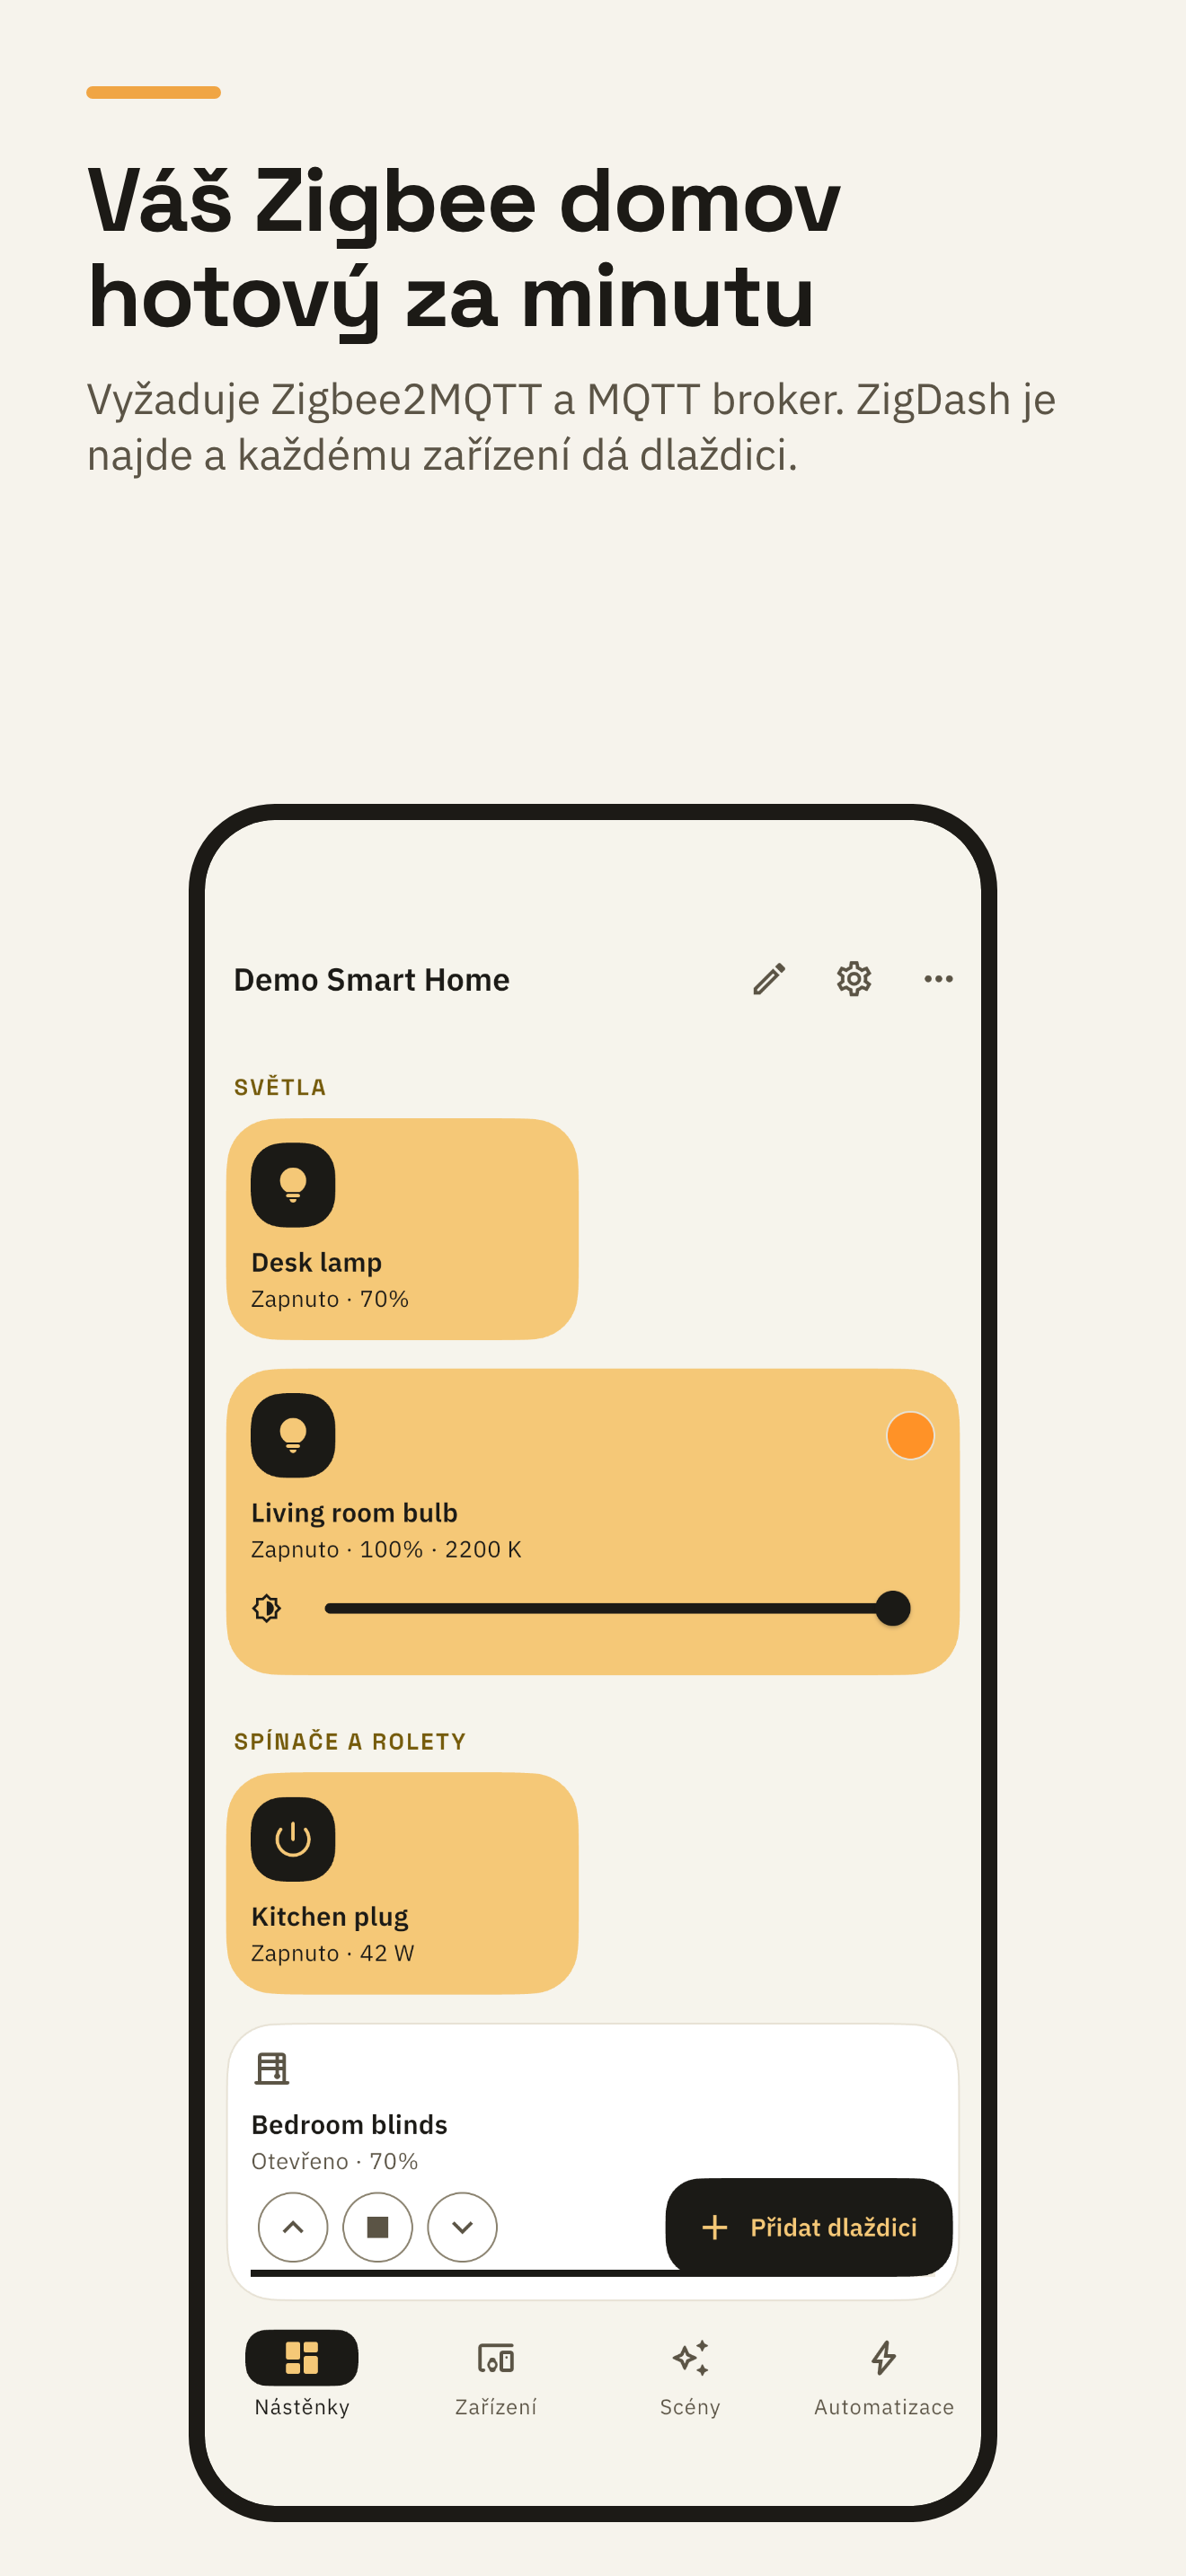 Váš Zigbee domov
hotový za minutu
Vyžaduje Zigbee2MQTT a MQTT broker. ZigDash je
najde a každému zařízení dá dlaždici.
Demo Smart Home
SVĚTLA
Desk lamp
Zapnuto · 70%
Living room bulb
Zapnuto · 100% · 2200 K
SPÍNAČE A ROLETY
Kitchen plug
Zapnuto · 42 W
Bedroom blinds
Otevřeno · 70%
Přidat dlaždici
Nástěnky
Zařízení
Scény
Automatizace